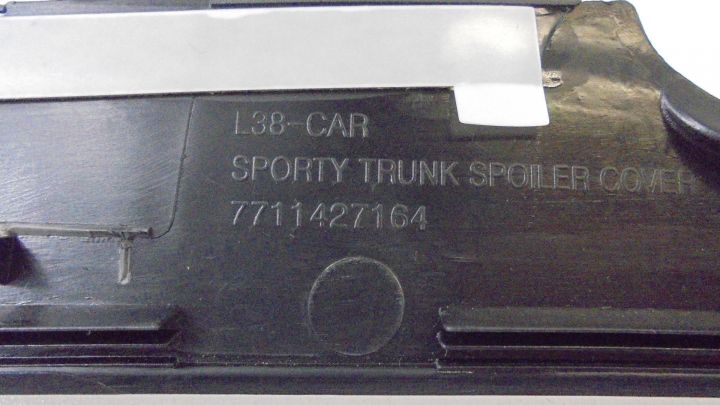 L38-CAR
SPORTY TRUNK SPOILER COVER
7711427164